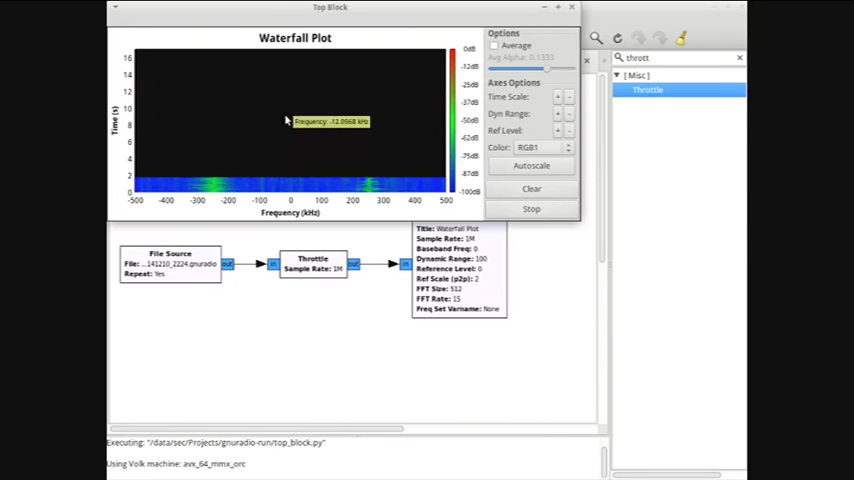 Top Block
Waterfall Plot
16
14
12
10
8
6
4
2
0
Time (s)
-500
-400
-300
-200
-100
0
100
200
300
400
500
Frequency (kHz)
Frequency: -12.0968 kHz
0dB
-12dB
-25dB
-37dB
-50dB
-62dB
-75dB
-87dB
-100dB
Options
Average
Avg Alpha: 0.1333
Axes Options
Time Scale: + -
Dyn Range: + -
Ref Level: + -
Color: RGB1
Autoscale
Clear
Stop
thrott
[ Misc ]
Throttle
File Source
File: ...141210_2224.gnuradio
Repeat: Yes
out
in
Throttle
Sample Rate: 1M
out
in
Title: Waterfall Plot
Sample Rate: 1M
Baseband Freq: 0
Dynamic Range: 100
Reference Level: 0
Ref Scale (p2p): 2
FFT Size: 512
FFT Rate: 15
Freq Set Varname: None
Executing: "/data/sec/Projects/gnuradio-run/top_block.py"
Using Volk machine: avx_64_mmx_orc